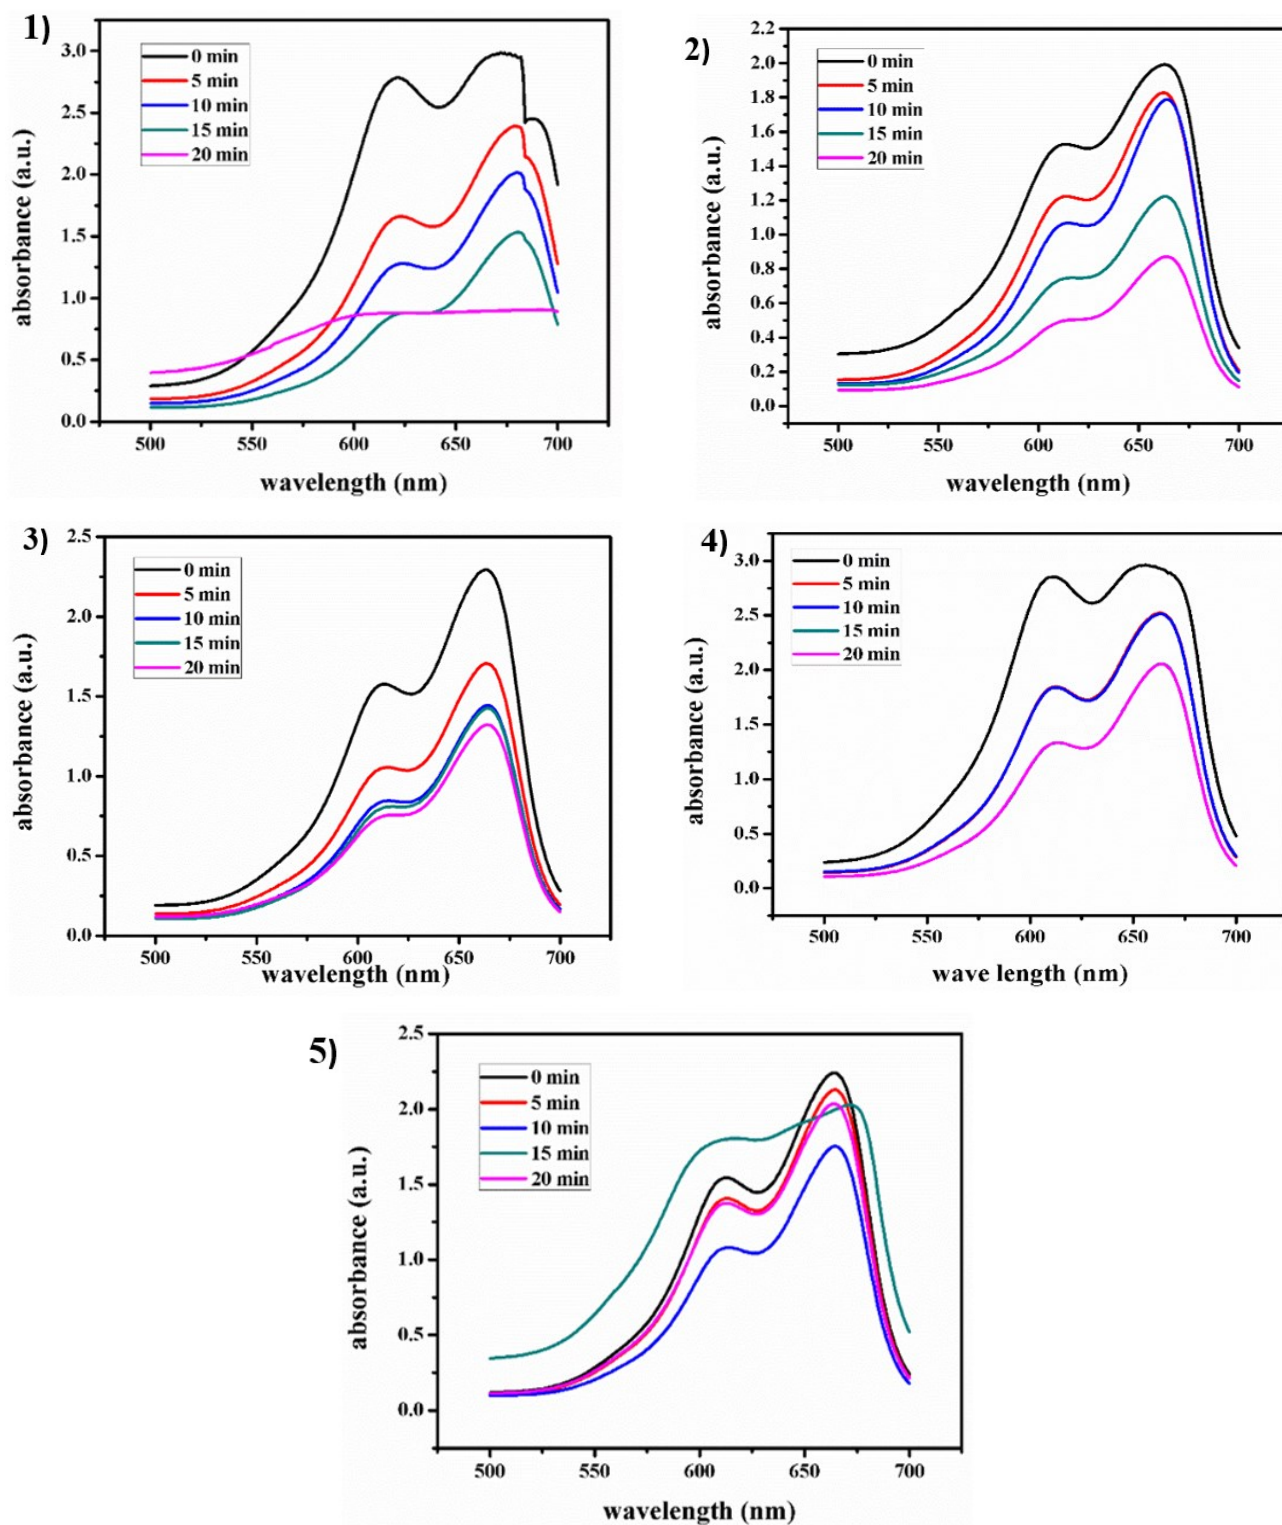 1)
0 min
5 min
10 min
15 min
20 min
3.0
2.5
2.0
1.5
1.0
0.5
0.0
500 550 600 650 700
absorbance (a.u.)
wavelength (nm)
2)
0 min
5 min
10 min
15 min
20 min
2.2
2.0
1.8
1.6
1.4
1.2
1.0
0.8
0.6
0.4
0.2
0.0
500 550 600 650 700
absorbance (a.u.)
wavelength (nm)
3)
0 min
5 min
10 min
15 min
20 min
2.5
2.0
1.5
1.0
0.5
0.0
500 550 600 650 700
absorbance (a.u.)
wavelength (nm)
4)
0 min
5 min
10 min
15 min
20 min
3.0
2.5
2.0
1.5
1.0
0.5
0.0
500 550 600 650 700
absorbance (a.u.)
wave length (nm)
5)
0 min
5 min
10 min
15 min
20 min
2.5
2.0
1.5
1.0
0.5
0.0
500 550 600 650 700
absorbance (a.u.)
wavelength (nm)